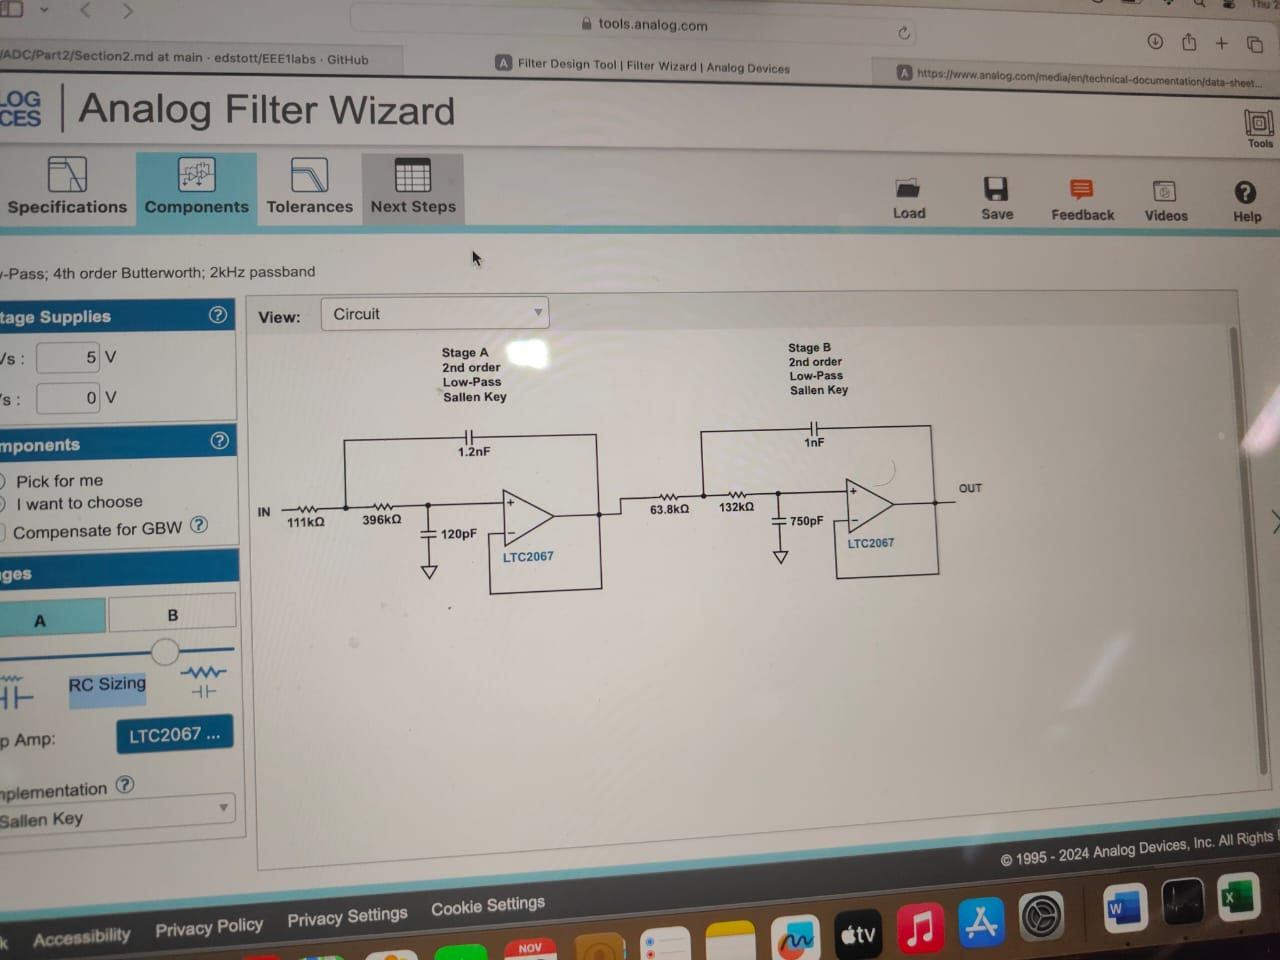 Thu 2
tools.analog.com
/ADC/Part2/Section2.md at main · edstott/EEE1labs · GitHub
Filter Design Tool | Filter Wizard | Analog Devices
https://www.analog.com/media/en/technical-documentation/data-sheet...
LOG
CES
Analog Filter Wizard
Tools
Specifications
Components
Tolerances
Next Steps
Load
Save
Feedback
Videos
Help
-Pass; 4th order Butterworth; 2kHz passband
tage Supplies
View:
Circuit
/s :
5 V
s :
0 V
mponents
Pick for me
I want to choose
Compensate for GBW
ges
A
B
RC Sizing
p Amp:
LTC2067 ...
plementation
Sallen Key
Stage A
2nd order
Low-Pass
Sallen Key
Stage B
2nd order
Low-Pass
Sallen Key
1.2nF
1nF
IN
111kΩ
396kΩ
120pF
LTC2067
63.8kΩ
132kΩ
750pF
LTC2067
OUT
© 1995 - 2024 Analog Devices, Inc. All Rights
k
Accessibility
Privacy Policy
Privacy Settings
Cookie Settings
NOV
tv
W
X